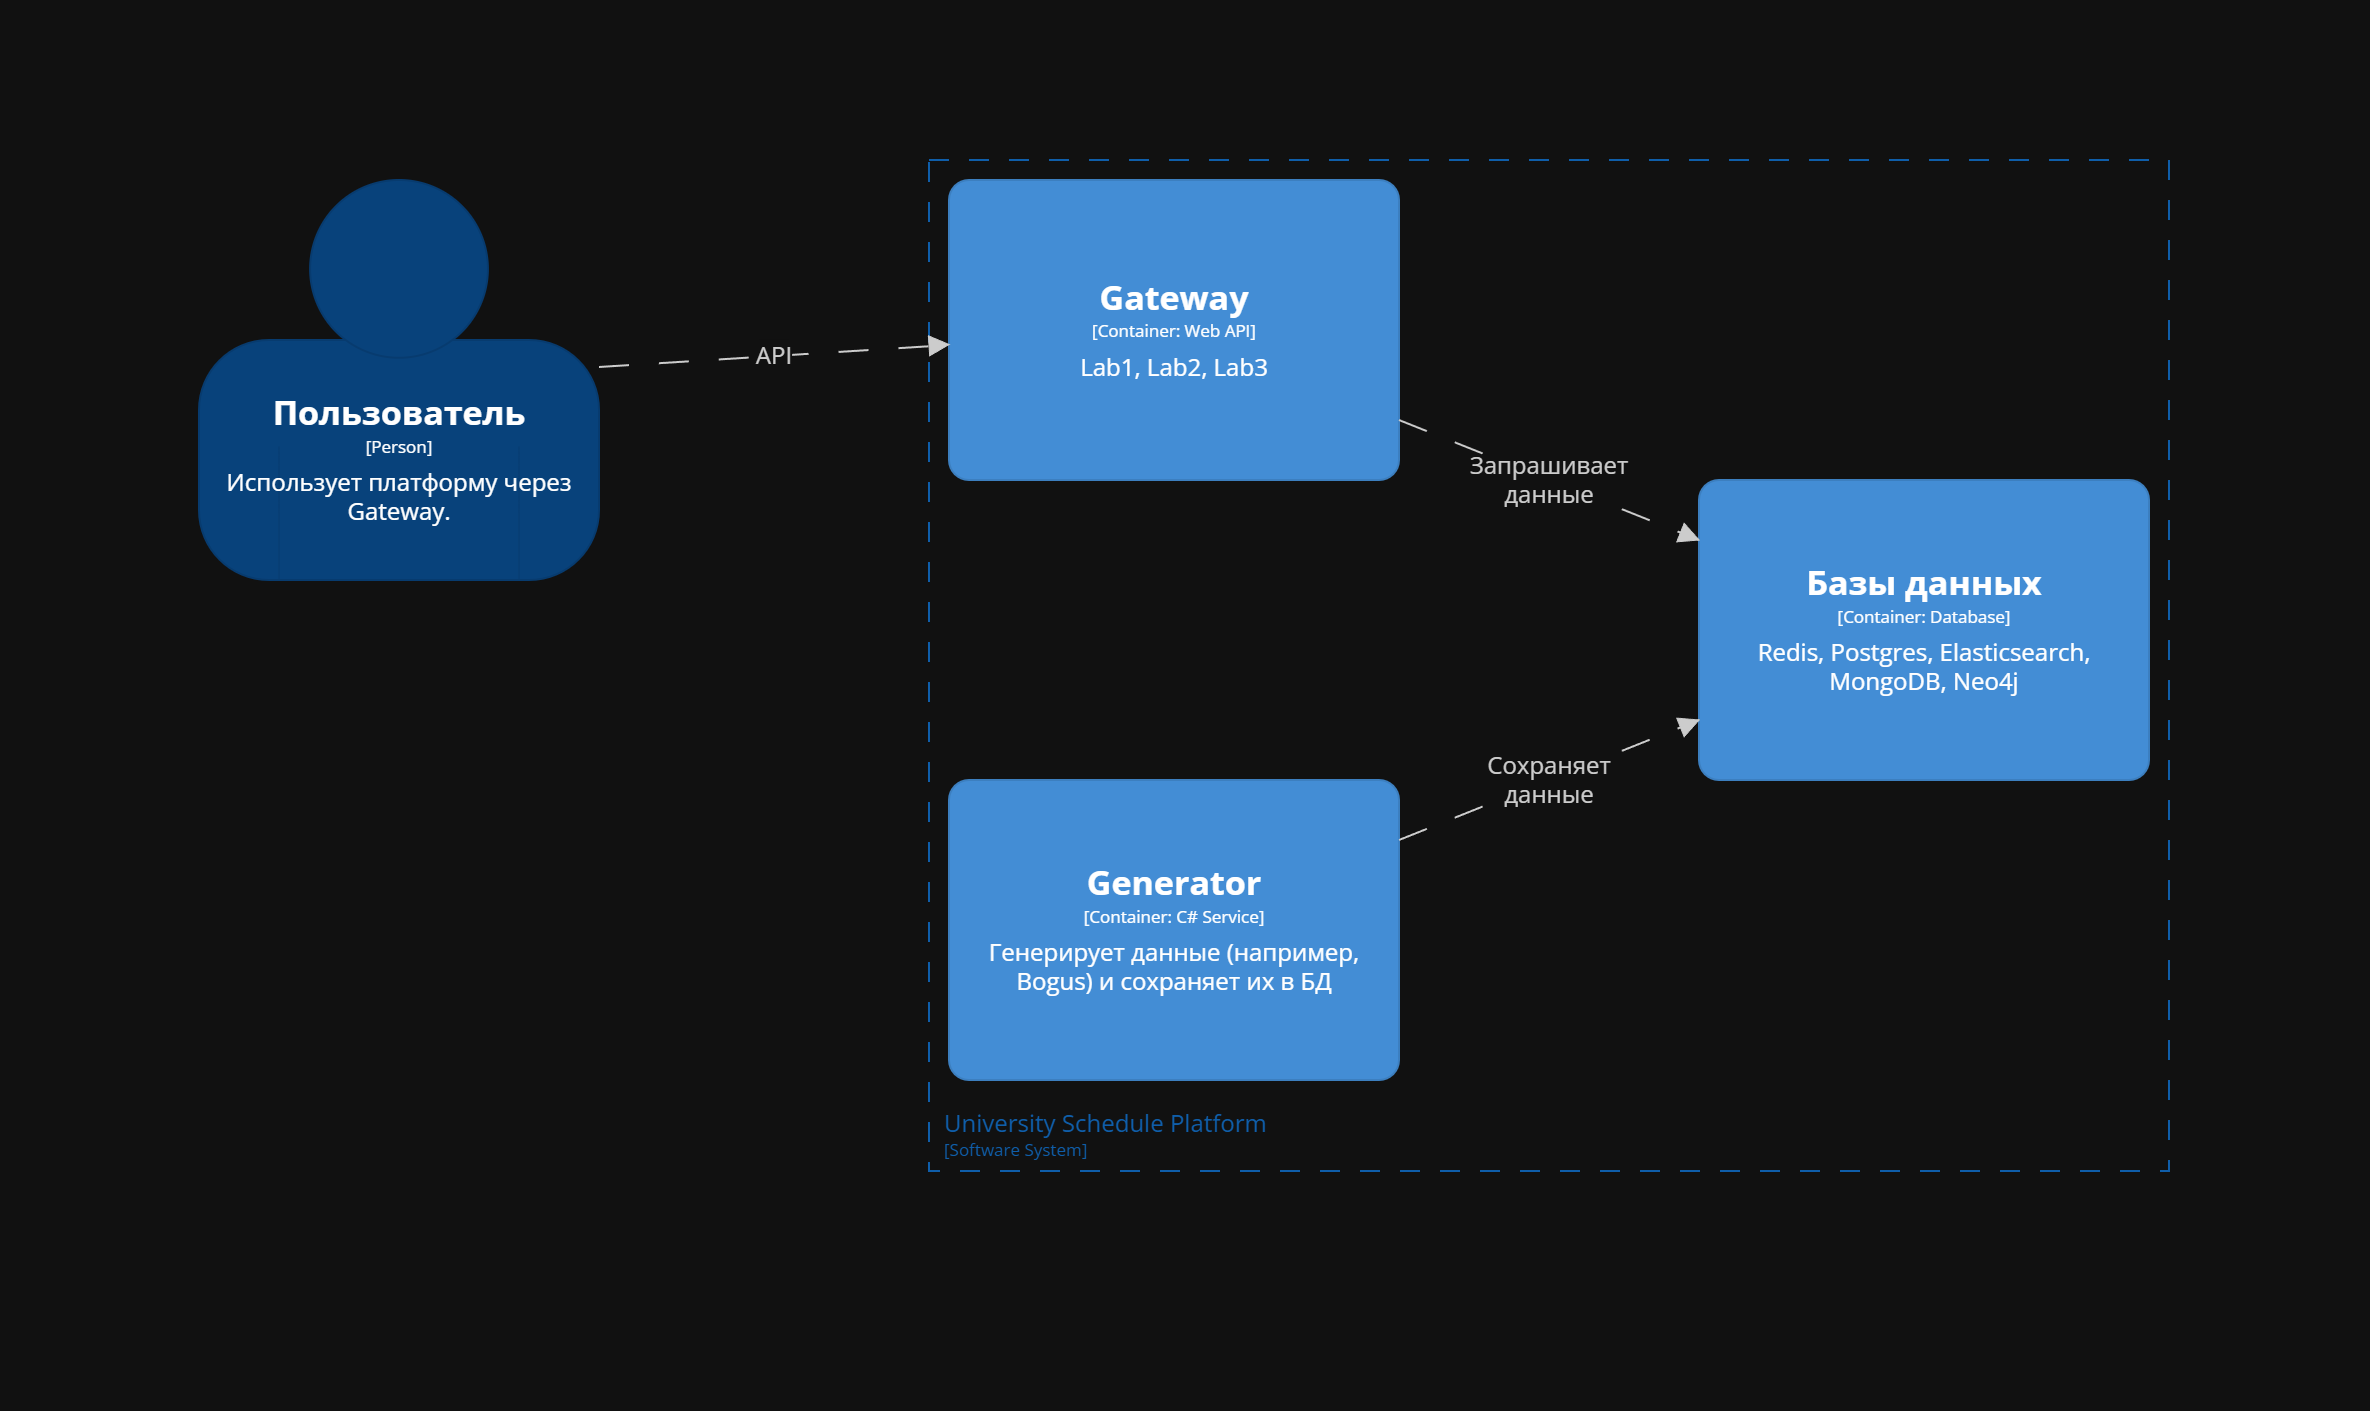 Пользователь
[Person]
Использует платформу через
Gateway.
API
Gateway
[Container: Web API]
Lab1, Lab2, Lab3
Запрашивает
данные
Базы данных
[Container: Database]
Redis, Postgres, Elasticsearch,
MongoDB, Neo4j
Сохраняет
данные
Generator
[Container: C# Service]
Генерирует данные (например,
Bogus) и сохраняет их в БД
University Schedule Platform
[Software System]